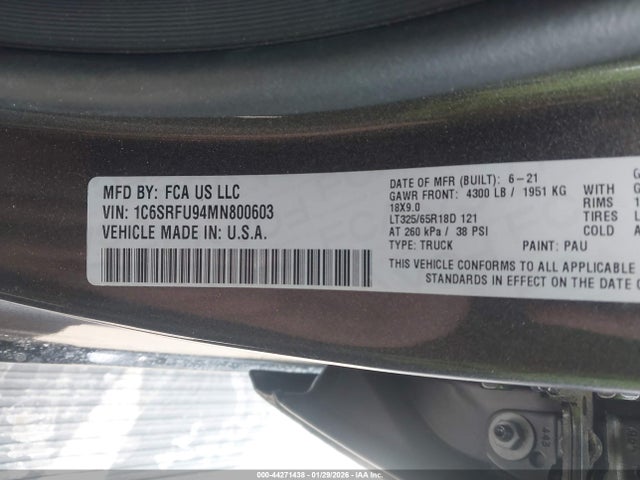 MFD BY: FCA US LLC
VIN: 1C6SRFU94MN800603
VEHICLE MADE IN: U.S.A.
DATE OF MFR (BUILT): 6-21
GAWR FRONT: 4300 LB / 1951 KG
18X9.0
LT325/65R18D 121
AT 260 kPa / 38 PSI
TYPE: TRUCK PAINT: PAU
THIS VEHICLE CONFORMS TO ALL APPLICABLE
STANDARDS IN EFFECT ON THE DATE O
G
RIMS 1
TIRES L
COLD A
442
000-44271438 - 01/29/2026 - IAA Inc.